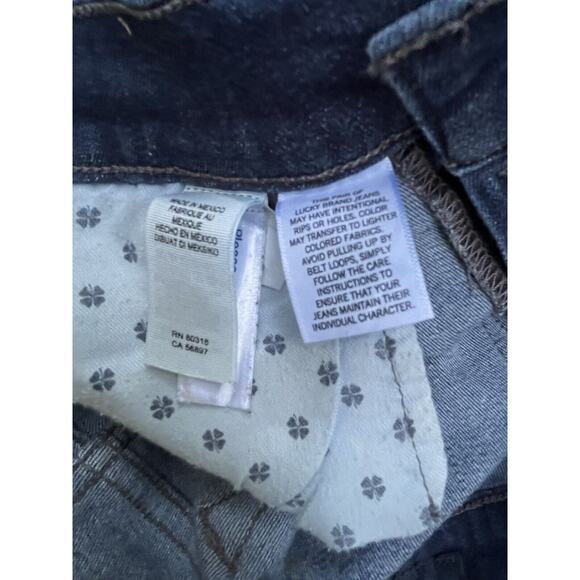 MADE IN MEXICO
FABRIQUE AU
MEXIQUE
HECHO EN MÉXICO
DIBUAT DI MEKSIKO
RN 80318
CA 56897
THIS PAIR OF
LUCKY BRAND JEANS
MAY HAVE INTENTIONAL
RIPS OR HOLES. COLOR
MAY TRANSFER TO LIGHTER
COLORED FABRICS.
AVOID PULLING UP BY
BELT LOOPS, SIMPLY
FOLLOW THE CARE
INSTRUCTIONS TO
ENSURE THAT YOUR
JEANS MAINTAIN THEIR
INDIVIDUAL CHARACTER.